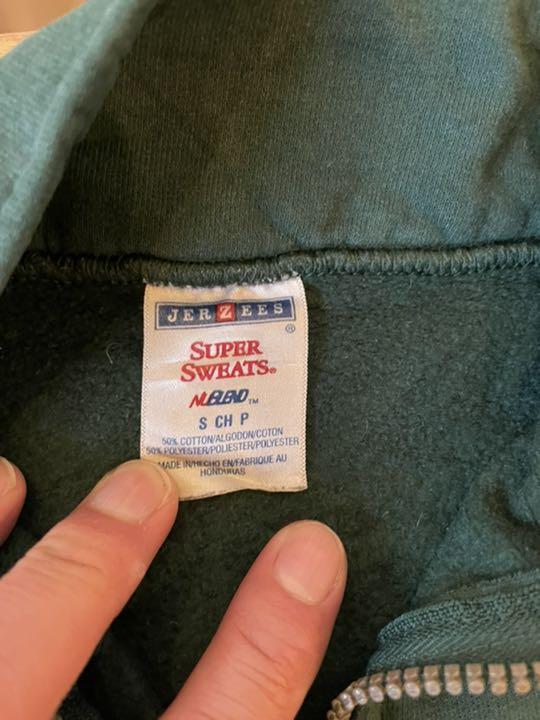 JERZEES
®
SUPER
SWEATS®
NUBLEND™
S CH P
50% COTTON/ALGODON/COTON
50% POLYESTER/POLIESTER/POLYESTER
MADE IN/HECHO EN/FABRIQUE AU
HONDURAS